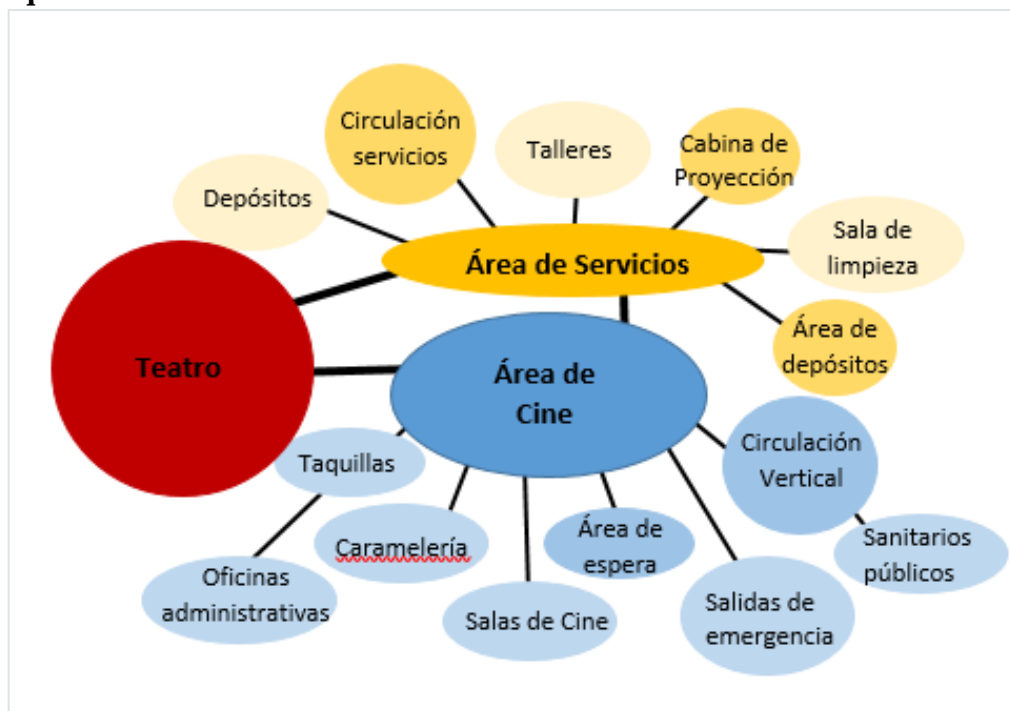 Circulación
servicios
Talleres
Cabina de
Proyección
Depósitos
Sala de
limpieza
Área de Servicios
Área de
depósitos
Teatro
Área de
Cine
Circulación
Vertical
Taquillas
Caramelería
Área de
espera
Sanitarios
públicos
Oficinas
administrativas
Salas de Cine
Salidas de
emergencia